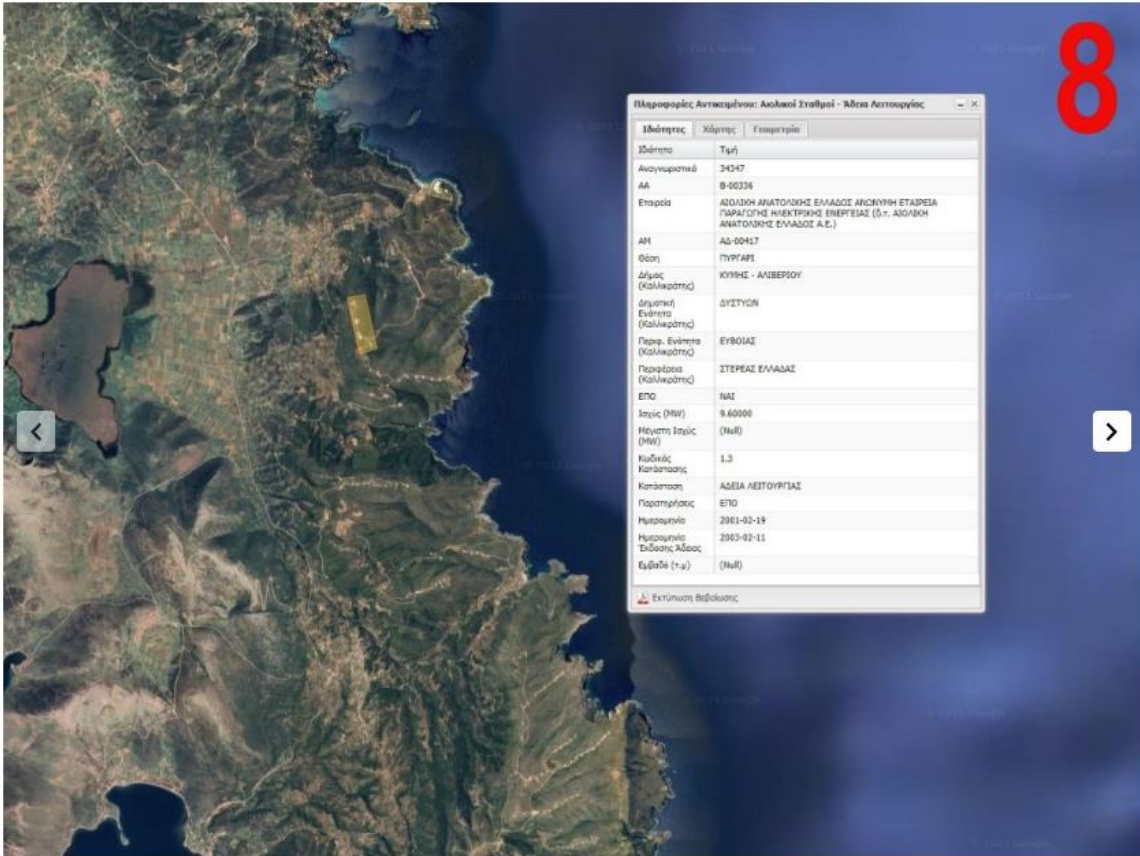 8
Πληροφορίες Αντικειμένου: Αιολικοί Σταθμοί - Άδεια Λειτουργίας
Ιδιότητες Χάρτης Γεωμετρία
Ιδιότητα Τιμή
Αναγνωριστικό 34347
ΑΑ Β-00336
Εταιρεία ΑΙΟΛΙΚΗ ΑΝΑΤΟΛΙΚΗΣ ΕΛΛΑΔΟΣ ΑΝΩΝΥΜΗ ΕΤΑΙΡΕΙΑ
ΠΑΡΑΓΩΓΗΣ ΗΛΕΚΤΡΙΚΗΣ ΕΝΕΡΓΕΙΑΣ (δ.τ. ΑΙΟΛΙΚΗ
ΑΝΑΤΟΛΙΚΗΣ ΕΛΛΑΔΟΣ Α.Ε.)
ΑΜ ΑΔ-00417
Θέση ΠΥΡΓΑΡΙ
Δήμος
(Καλλικράτης) ΚΥΜΗΣ - ΑΛΙΒΕΡΙΟΥ
Δημοτική
Ενότητα
(Καλλικράτης) ΔΥΣΤΥΩΝ
Περιφ. Ενότητα
(Καλλικράτης) ΕΥΒΟΙΑΣ
Περιφέρεια
(Καλλικράτης) ΣΤΕΡΕΑΣ ΕΛΛΑΔΑΣ
ΕΠΟ ΝΑΙ
Ισχύς (MW) 9.60000
Μέγιστη Ισχύς
(MW) (Null)
Κωδικός
Κατάστασης 1.3
Κατάσταση ΑΔΕΙΑ ΛΕΙΤΟΥΡΓΙΑΣ
Παρατηρήσεις ΕΠΟ
Ημερομηνία 2001-02-19
Ημερομηνία
Έκδοσης Άδειας 2003-02-11
Εμβαδό (τ.μ) (Null)
Εκτύπωση Βεβαίωσης